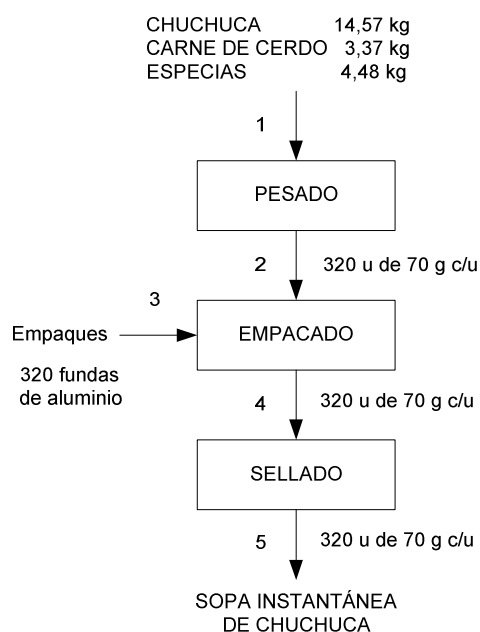 CHUCHUCA 14,57 kg
CARNE DE CERDO 3,37 kg
ESPECIAS 4,48 kg
1
PESADO
2 320 u de 70 g c/u
3
Empaques
EMPACADO
320 fundas
de aluminio
4 320 u de 70 g c/u
SELLADO
5 320 u de 70 g c/u
SOPA INSTANTÁNEA
DE CHUCHUCA